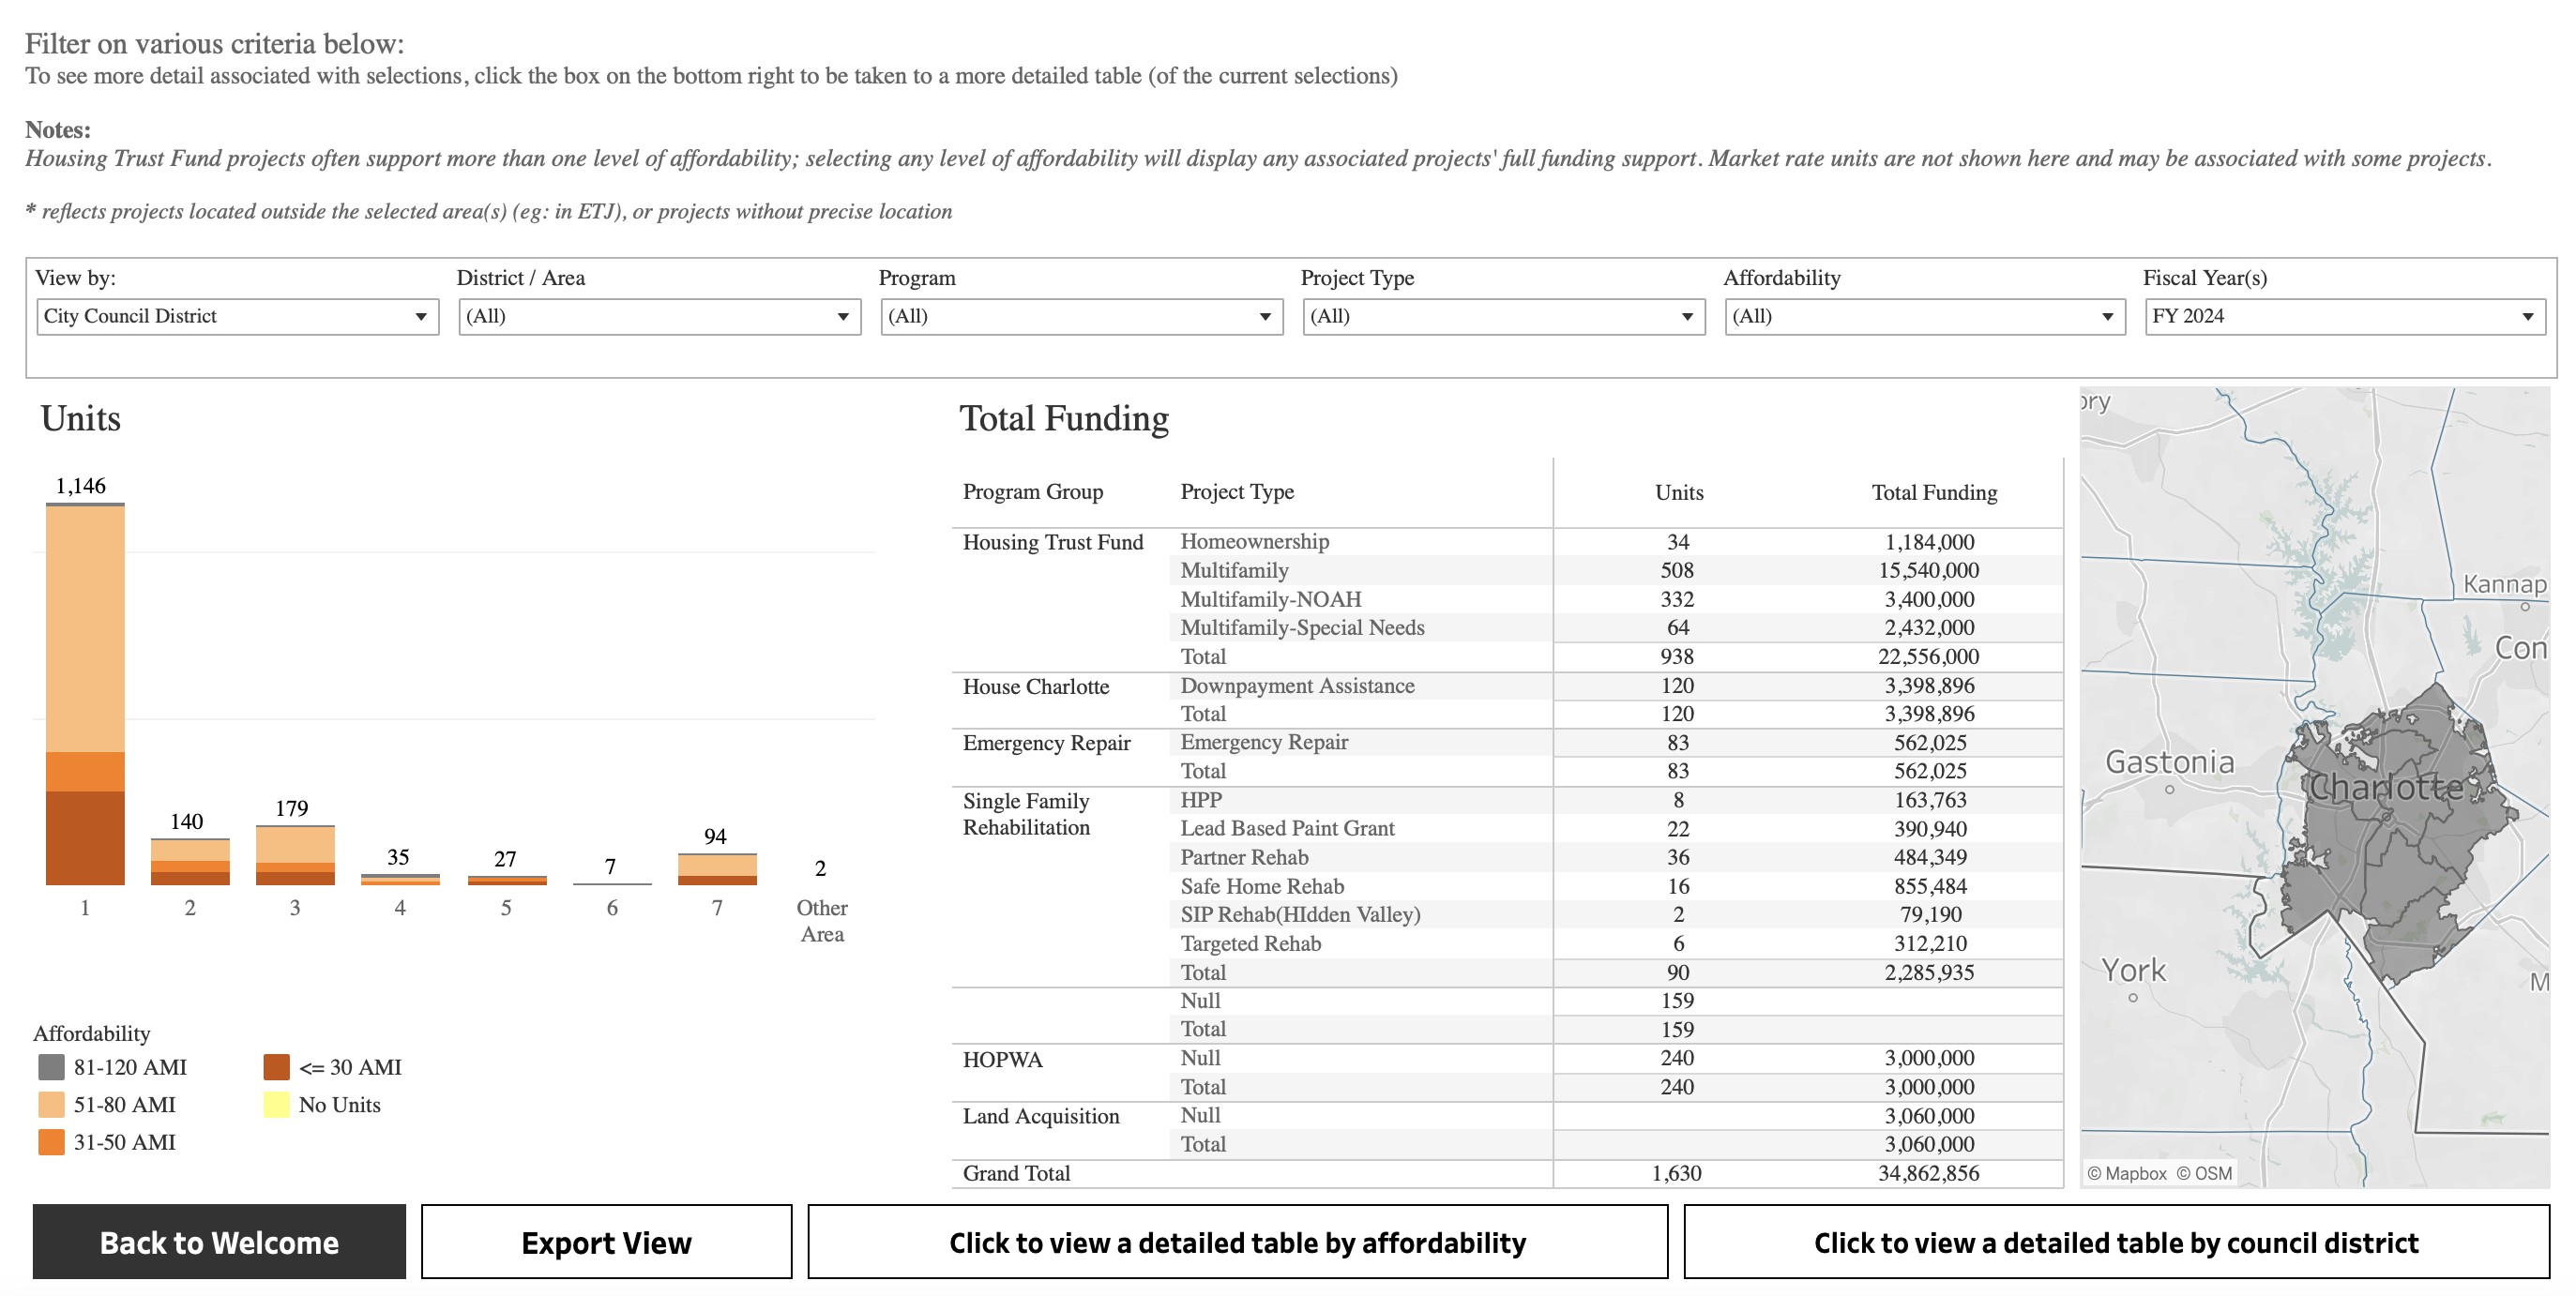 Filter on various criteria below:
To see more detail associated with selections, click the box on the bottom right to be taken to a more detailed table (of the current selections)
Notes:
Housing Trust Fund projects often support more than one level of affordability; selecting any level of affordability will display any associated projects' full funding support. Market rate units are not shown here and may be associated with some projects.
* reflects projects located outside the selected area(s) (eg: in ETJ), or projects without precise location
View by: District / Area Program Project Type Affordability Fiscal Year(s)
City Council District (All) (All) (All) (All) FY 2024
Units
1,146
140
179
35
27
7
94
2
1 2 3 4 5 6 7 Other
Area
Affordability
81-120 AMI <= 30 AMI
51-80 AMI No Units
31-50 AMI
Total Funding
Program Group Project Type Units Total Funding
Housing Trust Fund Homeownership 34 1,184,000
Multifamily 508 15,540,000
Multifamily-NOAH 332 3,400,000
Multifamily-Special Needs 64 2,432,000
Total 938 22,556,000
House Charlotte Downpayment Assistance 120 3,398,896
Total 120 3,398,896
Emergency Repair Emergency Repair 83 562,025
Total 83 562,025
Single Family HPP 8 163,763
Rehabilitation Lead Based Paint Grant 22 390,940
Partner Rehab 36 484,349
Safe Home Rehab 16 855,484
SIP Rehab(HIdden Valley) 2 79,190
Targeted Rehab 6 312,210
Total 90 2,285,935
Null 159
Total 159
HOPWA Null 240 3,000,000
Total 240 3,000,000
Land Acquisition Null 3,060,000
Total 3,060,000
Grand Total 1,630 34,862,856
ory
Kannap
Con
Gastonia
Charlotte
York
M
© Mapbox © OSM
Back to Welcome
Export View
Click to view a detailed table by affordability
Click to view a detailed table by council district